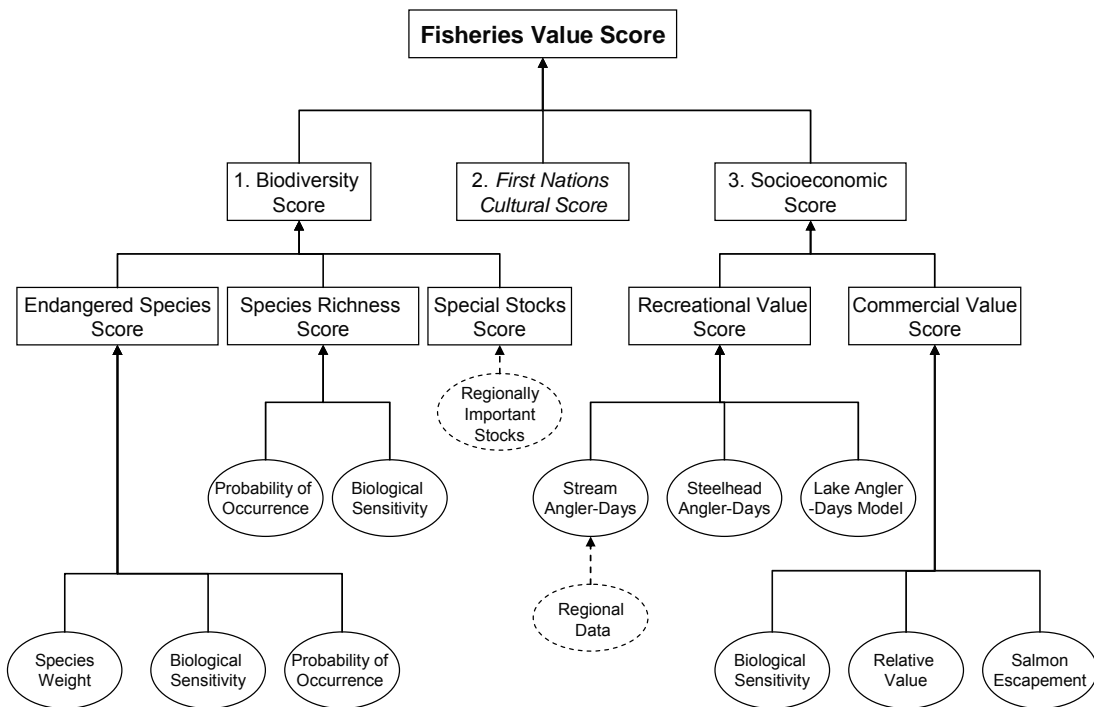 Fisheries Value Score
1. Biodiversity
Score
2. First Nations
Cultural Score
3. Socioeconomic
Score
Endangered Species
Score
Species Richness
Score
Special Stocks
Score
Recreational Value
Score
Commercial Value
Score
Regionally
Important
Stocks
Probability of
Occurrence
Biological
Sensitivity
Stream
Angler-Days
Steelhead
Angler-Days
Lake Angler
-Days Model
Regional
Data
Species
Weight
Biological
Sensitivity
Probability of
Occurrence
Biological
Sensitivity
Relative
Value
Salmon
Escapement